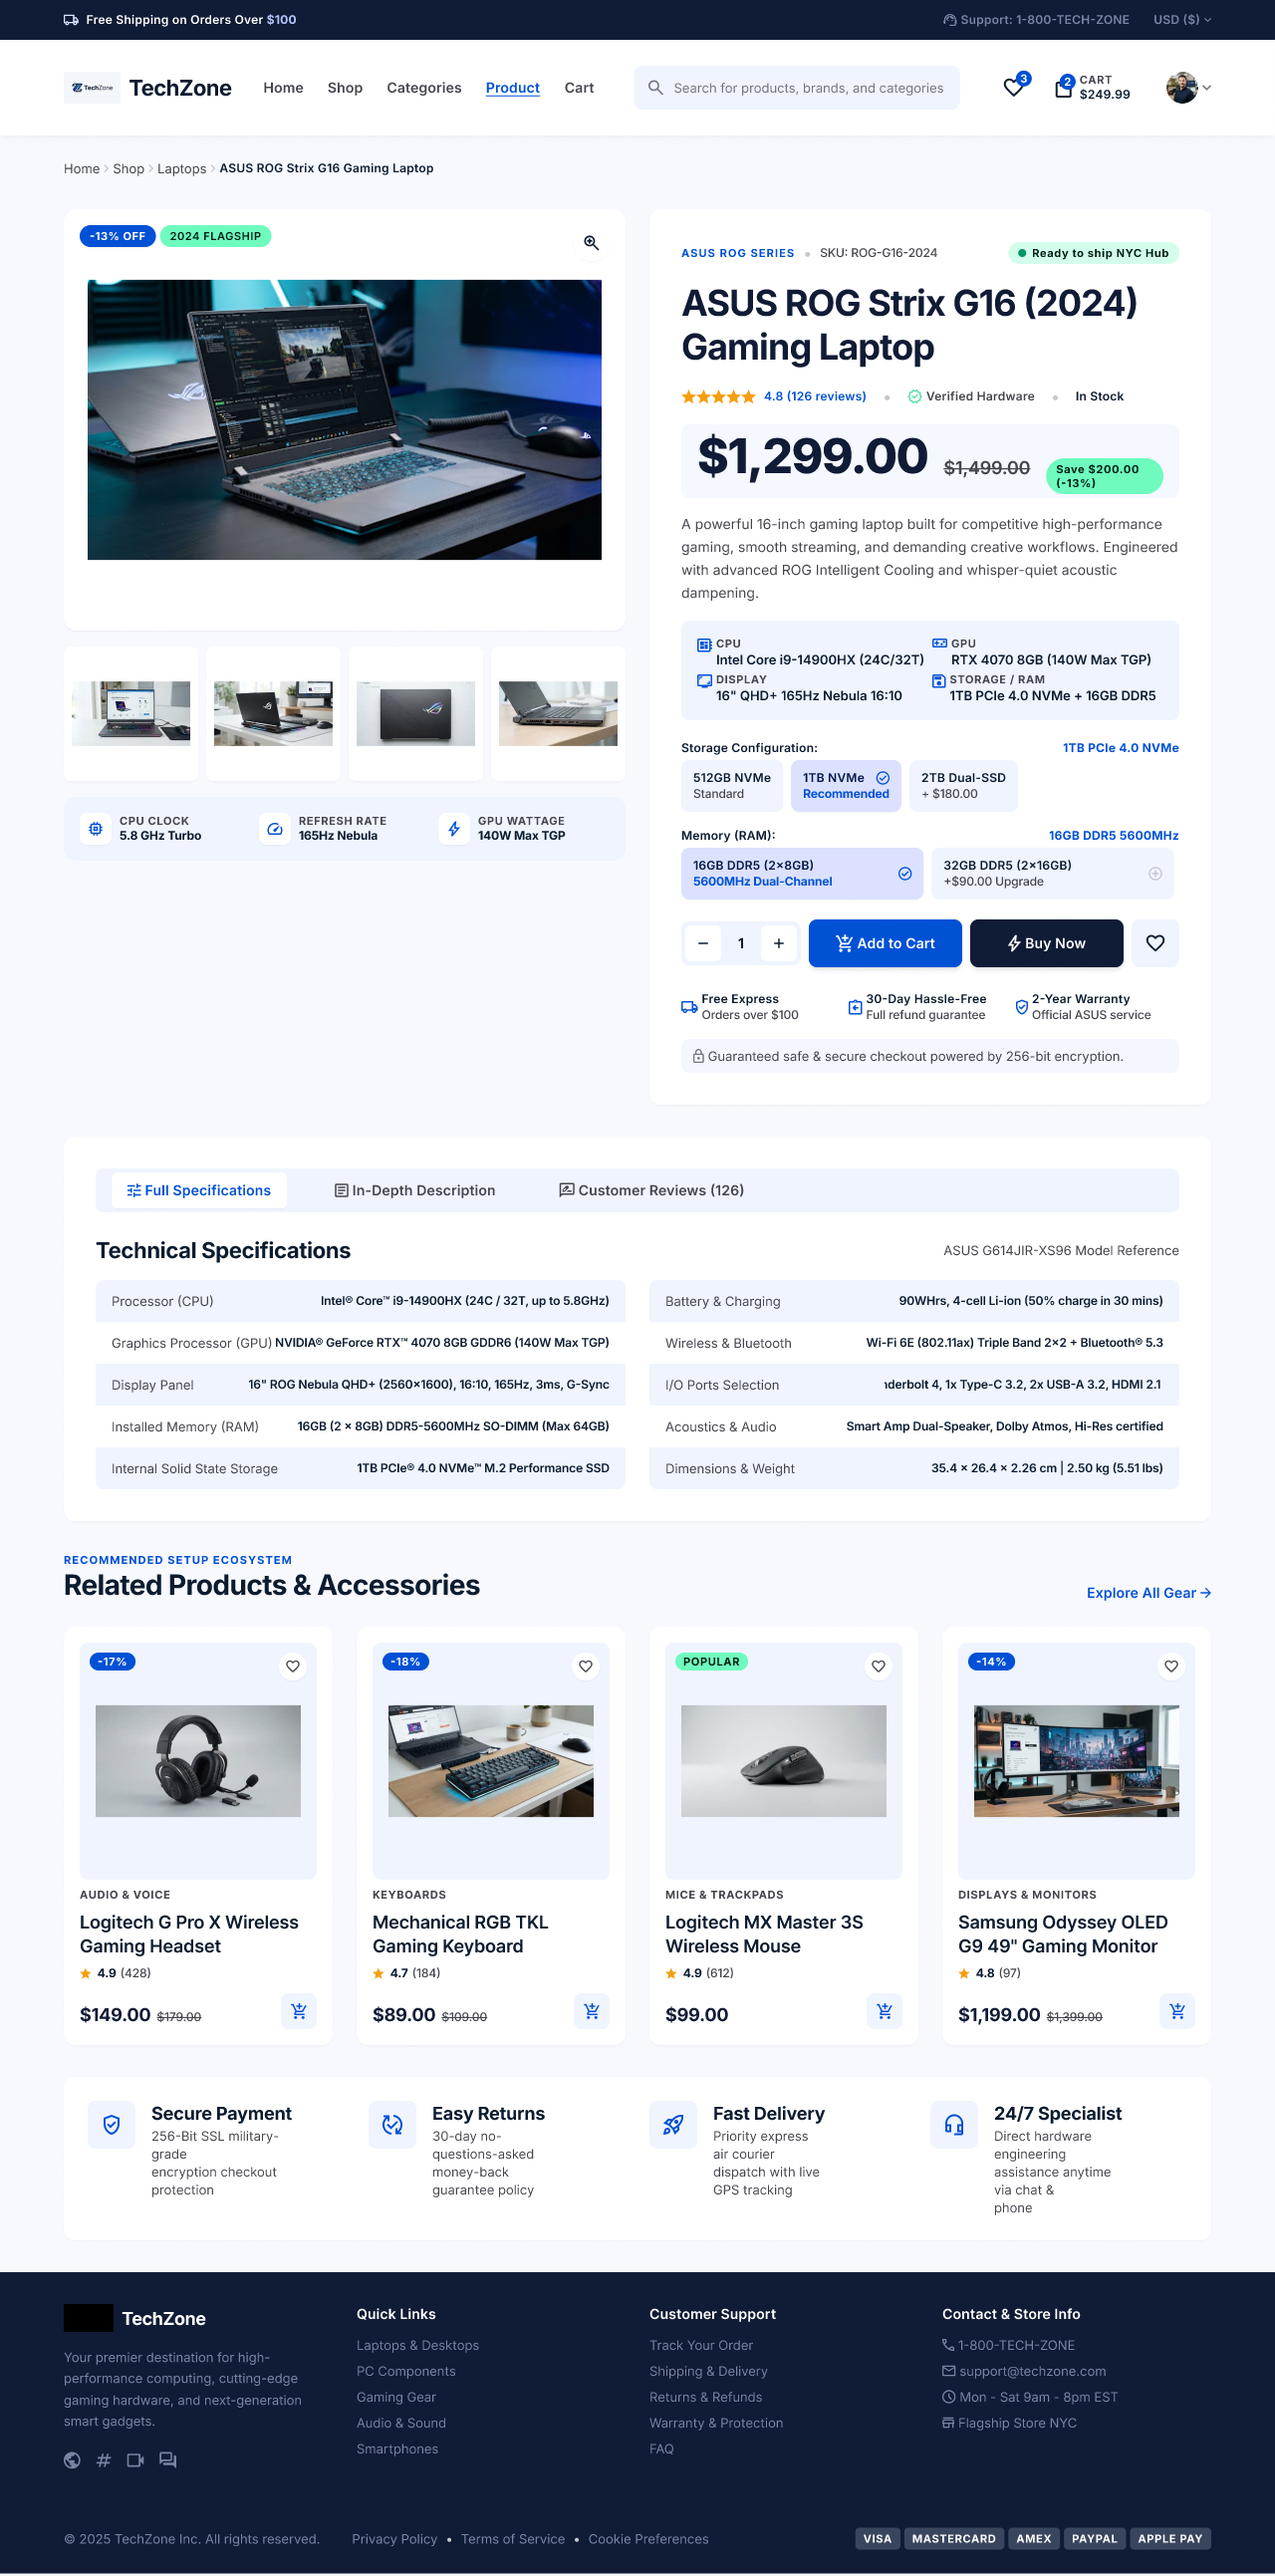 Free Shipping on Orders Over $100
Support: 1-800-TECH-ZONE
USD ($)
TechZone
TechZone
Home
Shop
Categories
Product
Cart
Search for products, brands, and categories
3
2
CART
$249.99
Home
Shop
Laptops
ASUS ROG Strix G16 Gaming Laptop
-13% OFF
2024 FLAGSHIP
CPU CLOCK
5.8 GHz Turbo
REFRESH RATE
165Hz Nebula
GPU WATTAGE
140W Max TGP
ASUS ROG SERIES
SKU: ROG-G16-2024
Ready to ship NYC Hub
ASUS ROG Strix G16 (2024)
Gaming Laptop
4.8 (126 reviews)
Verified Hardware
In Stock
$1,299.00
$1,499.00
Save $200.00
(-13%)
A powerful 16-inch gaming laptop built for competitive high-performance
gaming, smooth streaming, and demanding creative workflows. Engineered
with advanced ROG Intelligent Cooling and whisper-quiet acoustic
dampening.
CPU
Intel Core i9-14900HX (24C/32T)
GPU
RTX 4070 8GB (140W Max TGP)
DISPLAY
16" QHD+ 165Hz Nebula 16:10
STORAGE / RAM
1TB PCIe 4.0 NVMe + 16GB DDR5
Storage Configuration:
1TB PCIe 4.0 NVMe
512GB NVMe
Standard
1TB NVMe
Recommended
2TB Dual-SSD
+ $180.00
Memory (RAM):
16GB DDR5 5600MHz
16GB DDR5 (2×8GB)
5600MHz Dual-Channel
32GB DDR5 (2×16GB)
+$90.00 Upgrade
− 1 +
Add to Cart
Buy Now
Free Express
Orders over $100
30-Day Hassle-Free
Full refund guarantee
2-Year Warranty
Official ASUS service
Guaranteed safe & secure checkout powered by 256-bit encryption.
Full Specifications
In-Depth Description
Customer Reviews (126)
Technical Specifications
ASUS G614JIR-XS96 Model Reference
Processor (CPU)
Intel® Core™ i9-14900HX (24C / 32T, up to 5.8GHz)
Graphics Processor (GPU)
NVIDIA® GeForce RTX™ 4070 8GB GDDR6 (140W Max TGP)
Display Panel
16" ROG Nebula QHD+ (2560×1600), 16:10, 165Hz, 3ms, G-Sync
Installed Memory (RAM)
16GB (2 × 8GB) DDR5-5600MHz SO-DIMM (Max 64GB)
Internal Solid State Storage
1TB PCIe® 4.0 NVMe™ M.2 Performance SSD
Battery & Charging
90WHrs, 4-cell Li-ion (50% charge in 30 mins)
Wireless & Bluetooth
Wi-Fi 6E (802.11ax) Triple Band 2×2 + Bluetooth® 5.3
I/O Ports Selection
nderbolt 4, 1x Type-C 3.2, 2x USB-A 3.2, HDMI 2.1
Acoustics & Audio
Smart Amp Dual-Speaker, Dolby Atmos, Hi-Res certified
Dimensions & Weight
35.4 × 26.4 × 2.26 cm | 2.50 kg (5.51 lbs)
RECOMMENDED SETUP ECOSYSTEM
Related Products & Accessories
Explore All Gear
-17%
AUDIO & VOICE
Logitech G Pro X Wireless
Gaming Headset
4.9 (428)
$149.00 $179.00
-18%
KEYBOARDS
Mechanical RGB TKL
Gaming Keyboard
4.7 (184)
$89.00 $109.00
POPULAR
MICE & TRACKPADS
Logitech MX Master 3S
Wireless Mouse
4.9 (612)
$99.00
-14%
DISPLAYS & MONITORS
Samsung Odyssey OLED
G9 49" Gaming Monitor
4.8 (97)
$1,199.00 $1,399.00
Secure Payment
256-Bit SSL military-
grade
encryption checkout
protection
Easy Returns
30-day no-
questions-asked
money-back
guarantee policy
Fast Delivery
Priority express
air courier
dispatch with live
GPS tracking
24/7 Specialist
Direct hardware
engineering
assistance anytime
via chat &
phone
TechZone
Your premier destination for high-
performance computing, cutting-edge
gaming hardware, and next-generation
smart gadgets.
Quick Links
Laptops & Desktops
PC Components
Gaming Gear
Audio & Sound
Smartphones
Customer Support
Track Your Order
Shipping & Delivery
Returns & Refunds
Warranty & Protection
FAQ
Contact & Store Info
1-800-TECH-ZONE
support@techzone.com
Mon - Sat 9am - 8pm EST
Flagship Store NYC
© 2025 TechZone Inc. All rights reserved.
Privacy Policy • Terms of Service • Cookie Preferences
VISA
MASTERCARD
AMEX
PAYPAL
APPLE PAY